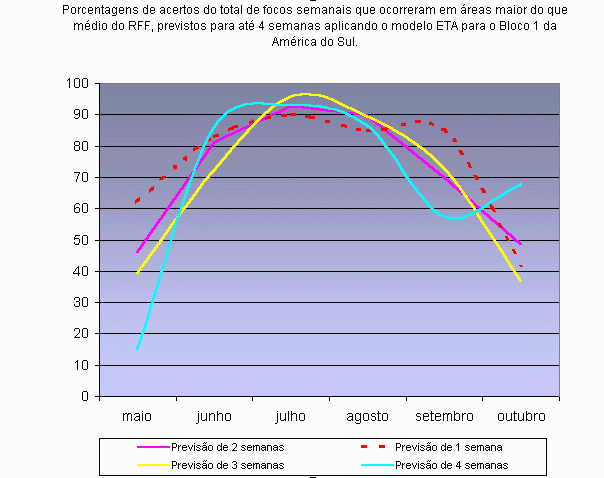 Porcentagens de acertos do total de focos semanais que ocorreram em áreas maior do que
médio do RFF, previstos para até 4 semanas aplicando o modelo ETA para o Bloco 1 da
América do Sul.
100
90
80
70
60
50
40
30
20
10
0
maio junho julho agosto setembro outubro
Previsão de 2 semanas Previsão de 1 semana
Previsão de 3 semanas Previsão de 4 semanas